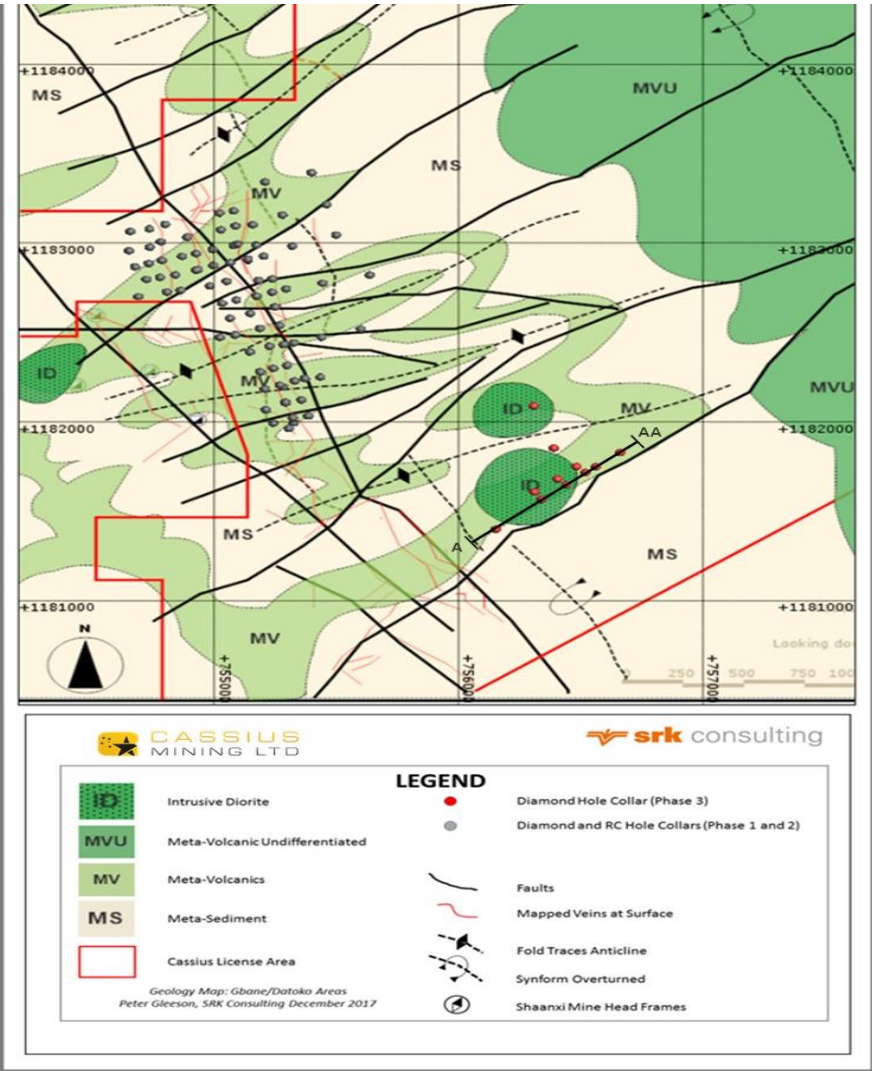 +1184000
+1184000
MS
MVU
MS
MV
+1183000
+1183000
ID
MV
ID
MV
MVU
+1182000
+1182000
AA
ID
A
MS
MS
+1181000
+1181000
N
MV
+755000
+756000
+757000
Looking do
0 250 500 750 100
CASSIUS
MINING LTD
srk consulting
LEGEND
ID Intrusive Diorite
Diamond Hole Collar (Phase 3)
Diamond and RC Hole Collars (Phase 1 and 2)
MVU Meta-Volcanic Undifferentiated
MV Meta-Volcanics
Faults
MS Meta-Sediment
Mapped Veins at Surface
Fold Traces Anticline
Cassius License Area
Synform Overturned
Geology Map: Gbane/Datoko Areas
Peter Gleeson, SRK Consulting December 2017
Shaanxi Mine Head Frames